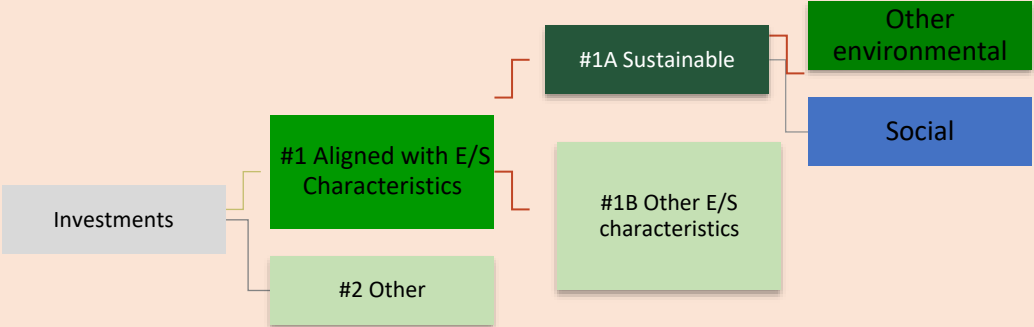 Investments
#1 Aligned with E/S
Characteristics
#2 Other
#1A Sustainable
#1B Other E/S
characteristics
Other
environmental
Social